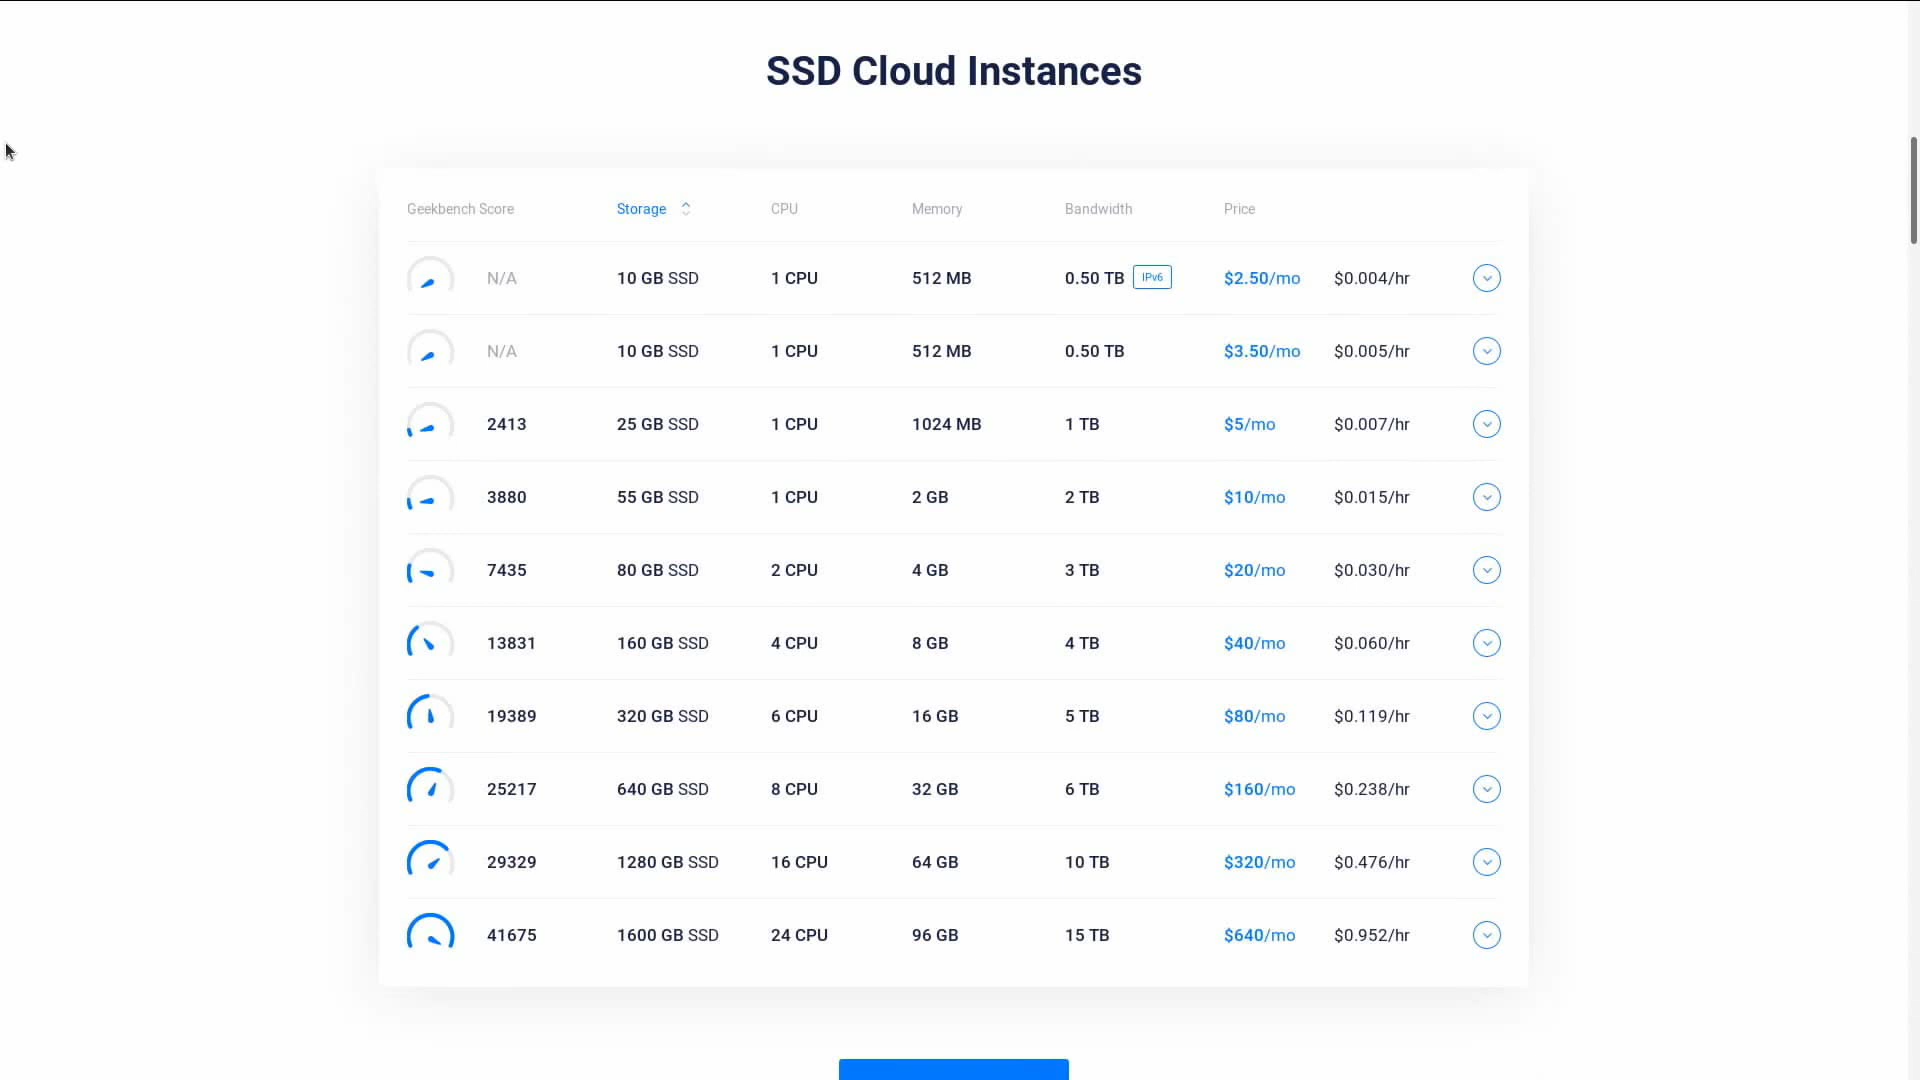 SSD Cloud Instances
Geekbench Score Storage CPU Memory Bandwidth Price
N/A 10 GB SSD 1 CPU 512 MB 0.50 TB IPv6 $2.50/mo $0.004/hr
N/A 10 GB SSD 1 CPU 512 MB 0.50 TB $3.50/mo $0.005/hr
2413 25 GB SSD 1 CPU 1024 MB 1 TB $5/mo $0.007/hr
3880 55 GB SSD 1 CPU 2 GB 2 TB $10/mo $0.015/hr
7435 80 GB SSD 2 CPU 4 GB 3 TB $20/mo $0.030/hr
13831 160 GB SSD 4 CPU 8 GB 4 TB $40/mo $0.060/hr
19389 320 GB SSD 6 CPU 16 GB 5 TB $80/mo $0.119/hr
25217 640 GB SSD 8 CPU 32 GB 6 TB $160/mo $0.238/hr
29329 1280 GB SSD 16 CPU 64 GB 10 TB $320/mo $0.476/hr
41675 1600 GB SSD 24 CPU 96 GB 15 TB $640/mo $0.952/hr